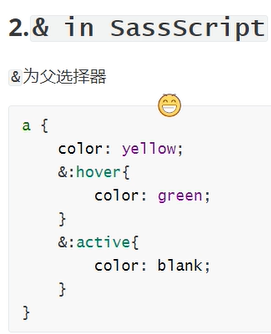 2.& in SassScript
&为父选择器
a {
    color: yellow;
    &:hover{
        color: green;
    }
    &:active{
        color: blank;
    }
}